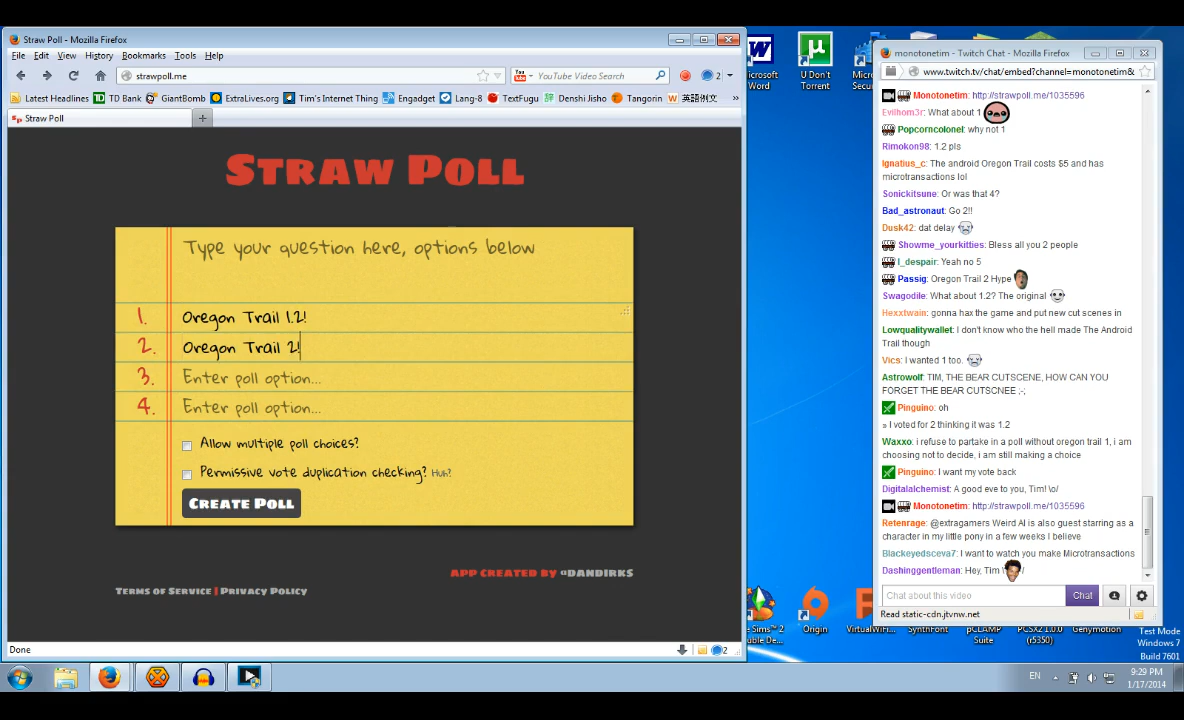 Straw Poll - Mozilla Firefox
File Edit View History Bookmarks Tools Help
strawpoll.me
YouTube Video Search
2
Latest Headlines TD Bank GiantBomb ExtraLives.org Tim's Internet Thing Engadget Lang-8 TextFugu Denshi Jisho Tangorin 英語例文 »
Straw Poll
STRAW POLL
Type your question here, options below
1. Oregon Trail 1.2!
2. Oregon Trail 2!
3. Enter poll option...
4. Enter poll option...
Allow multiple poll choices?
Permissive vote duplication checking? Huh?
CREATE POLL
APP CREATED BY @DANDIRKS
TERMS OF SERVICE | PRIVACY POLICY
Done
2
Word
U Don't
Torrent
monotonetim - Twitch Chat - Mozilla Firefox
www.twitch.tv/chat/embed?channel=monotonetim&
Monotonetim: http://strawpoll.me/1035596
Evilhom3r: What about 1
Popcorncolonel: why not 1
Rimokon98: 1.2 pls
Ignatius_c: The android Oregon Trail costs $5 and has
microtransactions lol
Sonickitsune: Or was that 4?
Bad_astronaut: Go 2!!
Dusk42: dat delay
Showme_yourkitties: Bless all you 2 people
I_despair: Yeah no 5
Passig: Oregon Trail 2 Hype
Swagodile: What about 1.2? The original
Hexxtwain: gonna hax the game and put new cut scenes in
Lowqualitywallet: I don't know who the hell made The Android
Trail though
Vics: I wanted 1 too.
Astrowolf: TIM, THE BEAR CUTSCENE, HOW CAN YOU
FORGET THE BEAR CUTSCNEE ;-;
Pinguino: oh
» I voted for 2 thinking it was 1.2
Waxxo: i refuse to partake in a poll without oregon trail 1, i am
choosing not to decide, i am still making a choice
Pinguino: I want my vote back
Digitalalchemist: A good eve to you, Tim! \o/
Monotonetim: http://strawpoll.me/1035596
Retenrage: @extragamers Weird Al is also guest starring as a
character in my little pony in a few weeks I believe
Blackeyedsceva7: I want to watch you make Microtransactions
Dashinggentleman: Hey, Tim \ /
Chat about this video
Chat
Read static-cdn.jtvnw.net
Origin
SynthFont
pCLAMP
Suite
PCSX2 1.0.0
(r5350)
Genymotion
Test Mode
Windows 7
Build 7601
EN
9:29 PM
1/17/2014